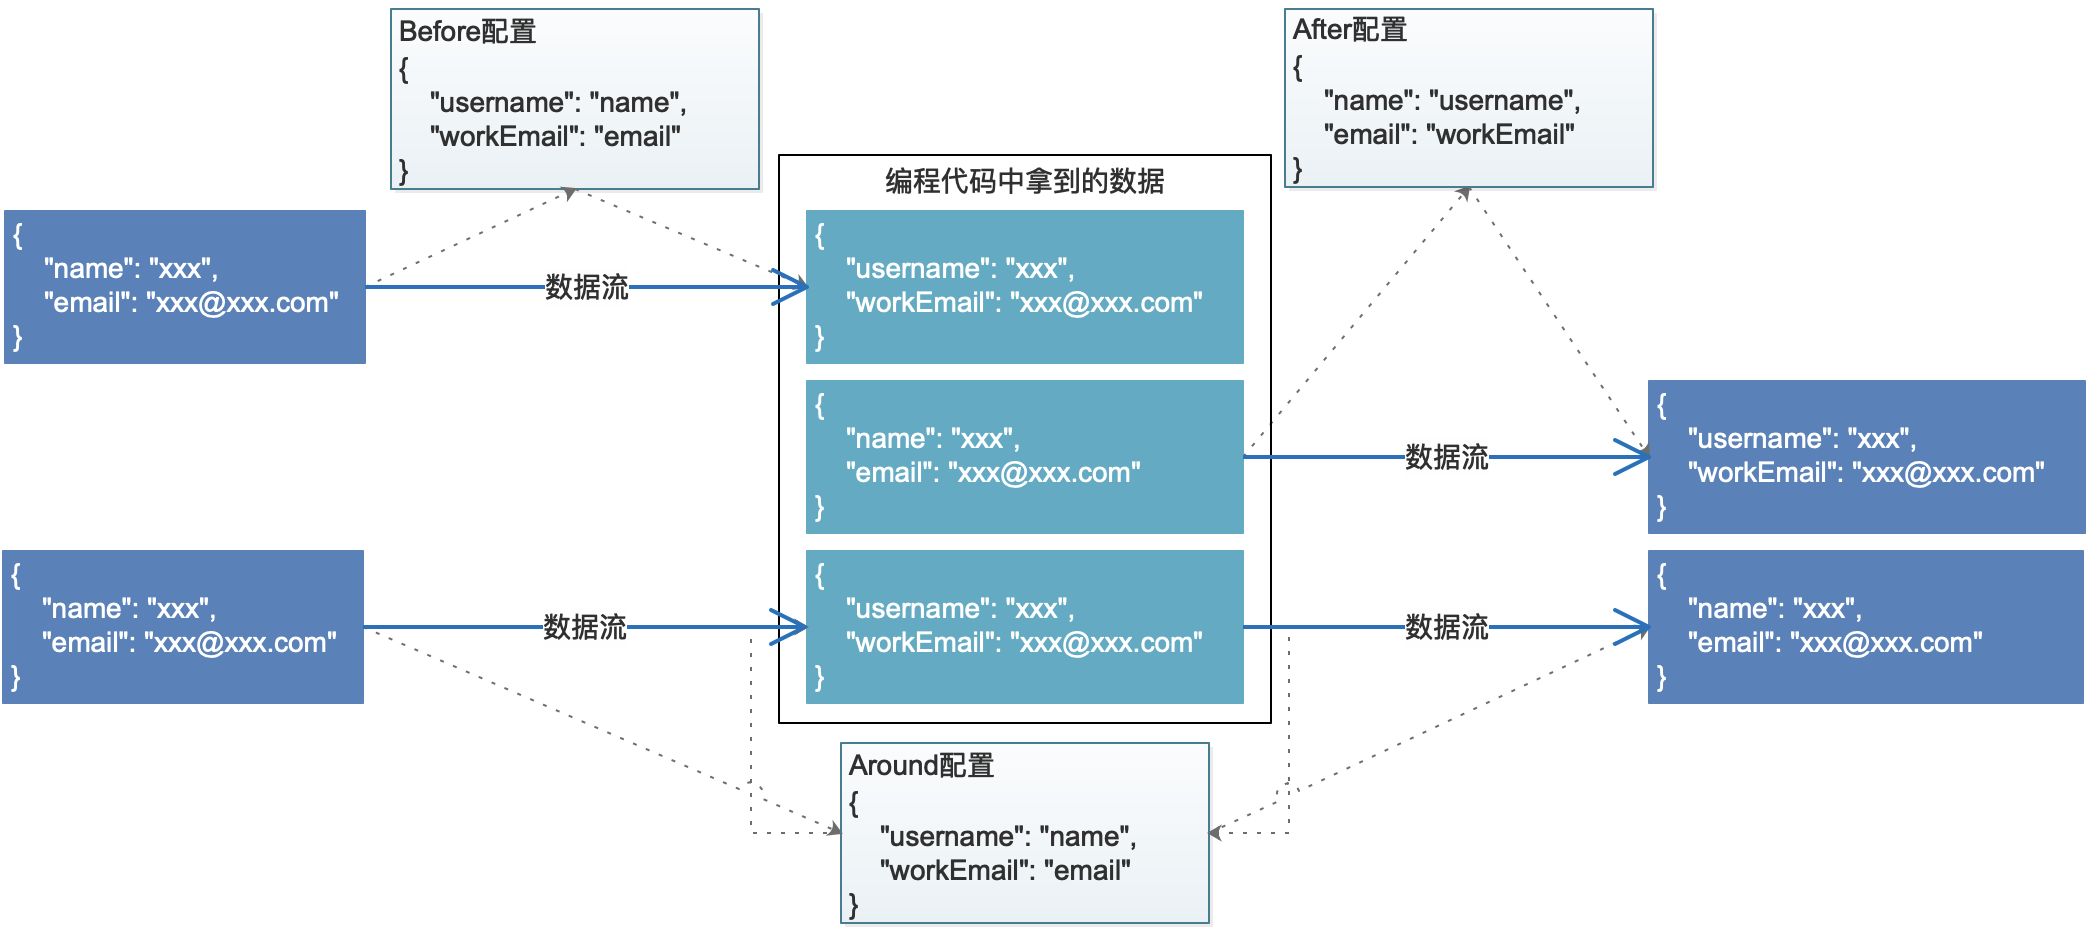 Before配置
{
"username": "name",
"workEmail": "email"
}
After配置
{
"name": "username",
"email": "workEmail"
}
编程代码中拿到的数据
{
"name": "xxx",
"email": "xxx@xxx.com"
}
数据流
{
"username": "xxx",
"workEmail": "xxx@xxx.com"
}
{
"name": "xxx",
"email": "xxx@xxx.com"
}
数据流
{
"username": "xxx",
"workEmail": "xxx@xxx.com"
}
{
"name": "xxx",
"email": "xxx@xxx.com"
}
数据流
{
"username": "xxx",
"workEmail": "xxx@xxx.com"
}
数据流
{
"name": "xxx",
"email": "xxx@xxx.com"
}
Around配置
{
"username": "name",
"workEmail": "email"
}